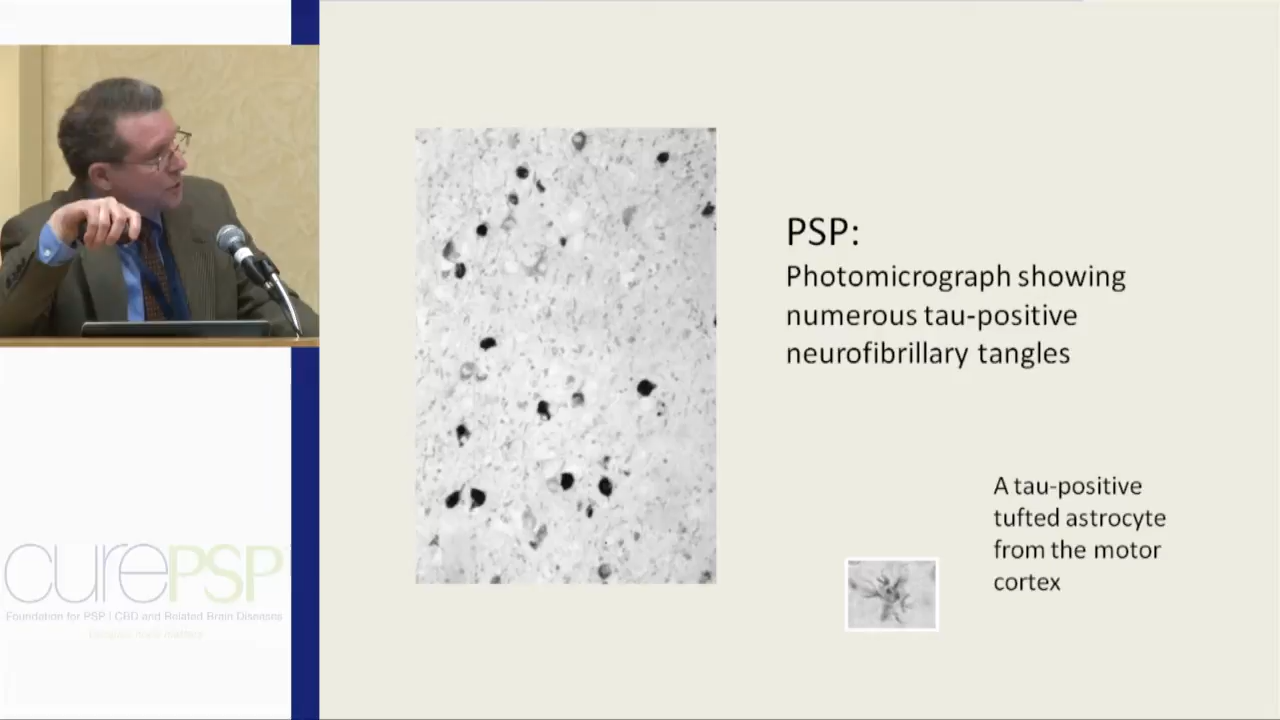 PSP:
Photomicrograph showing
numerous tau-positive
neurofibrillary tangles
A tau-positive
tufted astrocyte
from the motor
cortex
curePSP
Foundation for PSP | CBD and Related Brain Diseases